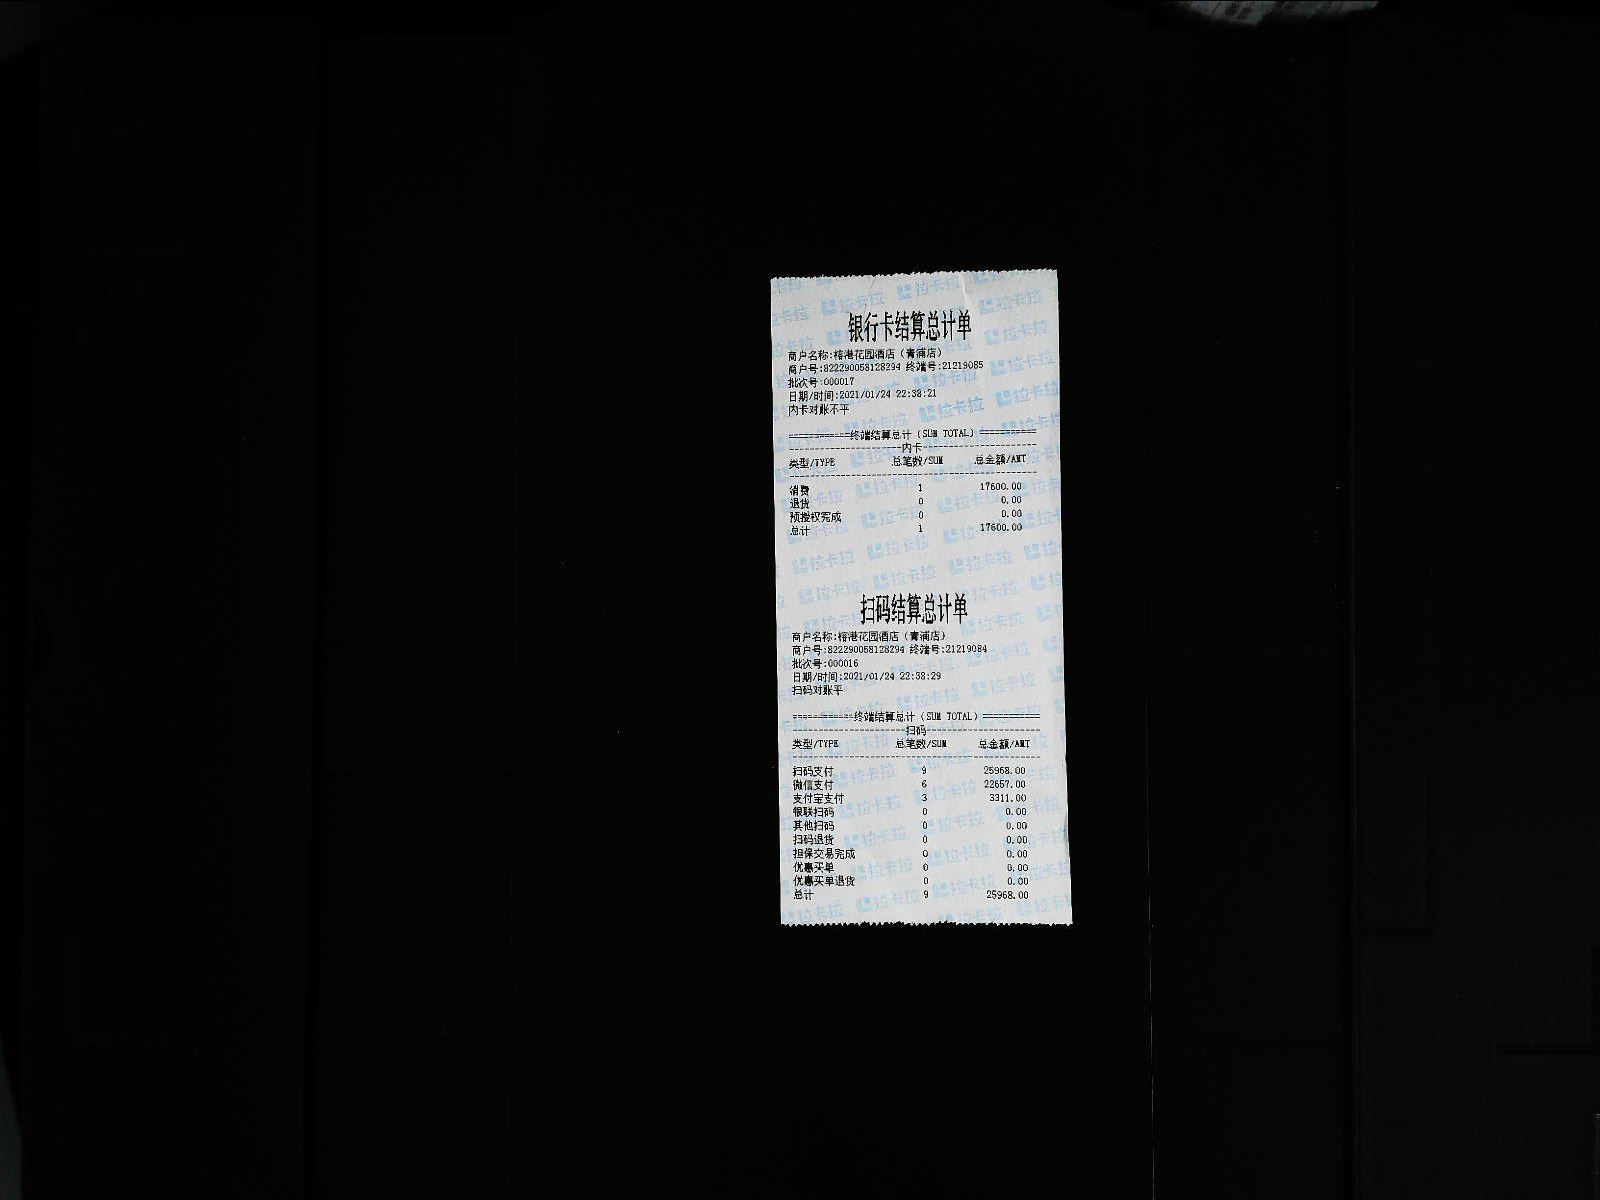 银行卡结算总计单
商户名称:榕港花园酒店（青浦店）
商户号:822290058128294 终端号:21219085
批次号:000017
日期/时间:2021/01/24 22:38:21
内卡对账不平
===========终端结算总计（SUM TOTAL）==========
----------------------内卡----------------------
类型/TYPE 总笔数/SUM 总金额/AMT
------------------------------------------------
消费 1 17600.00
退货 0 0.00
预授权完成 0 0.00
总计 1 17600.00
扫码结算总计单
商户名称:榕港花园酒店（青浦店）
商户号:822290058128294 终端号:21219084
批次号:000016
日期/时间:2021/01/24 22:38:29
扫码对账平
===========终端结算总计（SUM TOTAL）==========
----------------------扫码----------------------
类型/TYPE 总笔数/SUM 总金额/AMT
------------------------------------------------
扫码支付 9 25968.00
微信支付 6 22657.00
支付宝支付 3 3311.00
银联扫码 0 0.00
其他扫码 0 0.00
扫码退货 0 0.00
担保交易完成 0 0.00
优惠买单 0 0.00
优惠买单退货 0 0.00
总计 9 25968.00